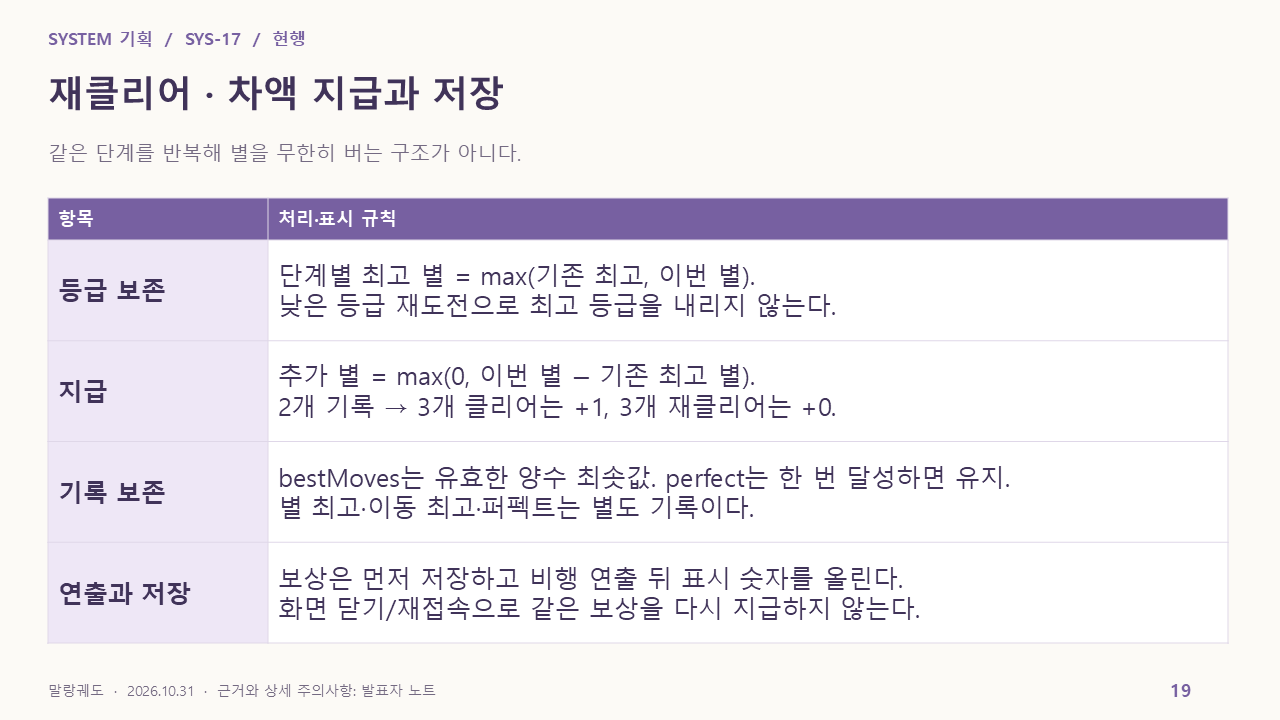 SYSTEM 기획 / SYS-17 / 현행
재클리어 · 차액 지급과 저장
같은 단계를 반복해 별을 무한히 버는 구조가 아니다.
항목
처리·표시 규칙
등급 보존
단계별 최고 별 = max(기존 최고, 이번 별).
낮은 등급 재도전으로 최고 등급을 내리지 않는다.
지급
추가 별 = max(0, 이번 별 − 기존 최고 별).
2개 기록 → 3개 클리어는 +1, 3개 재클리어는 +0.
기록 보존
bestMoves는 유효한 양수 최솟값. perfect는 한 번 달성하면 유지.
별 최고·이동 최고·퍼펙트는 별도 기록이다.
연출과 저장
보상은 먼저 저장하고 비행 연출 뒤 표시 숫자를 올린다.
화면 닫기/재접속으로 같은 보상을 다시 지급하지 않는다.
말랑궤도 · 2026.10.31 · 근거와 상세 주의사항: 발표자 노트
19